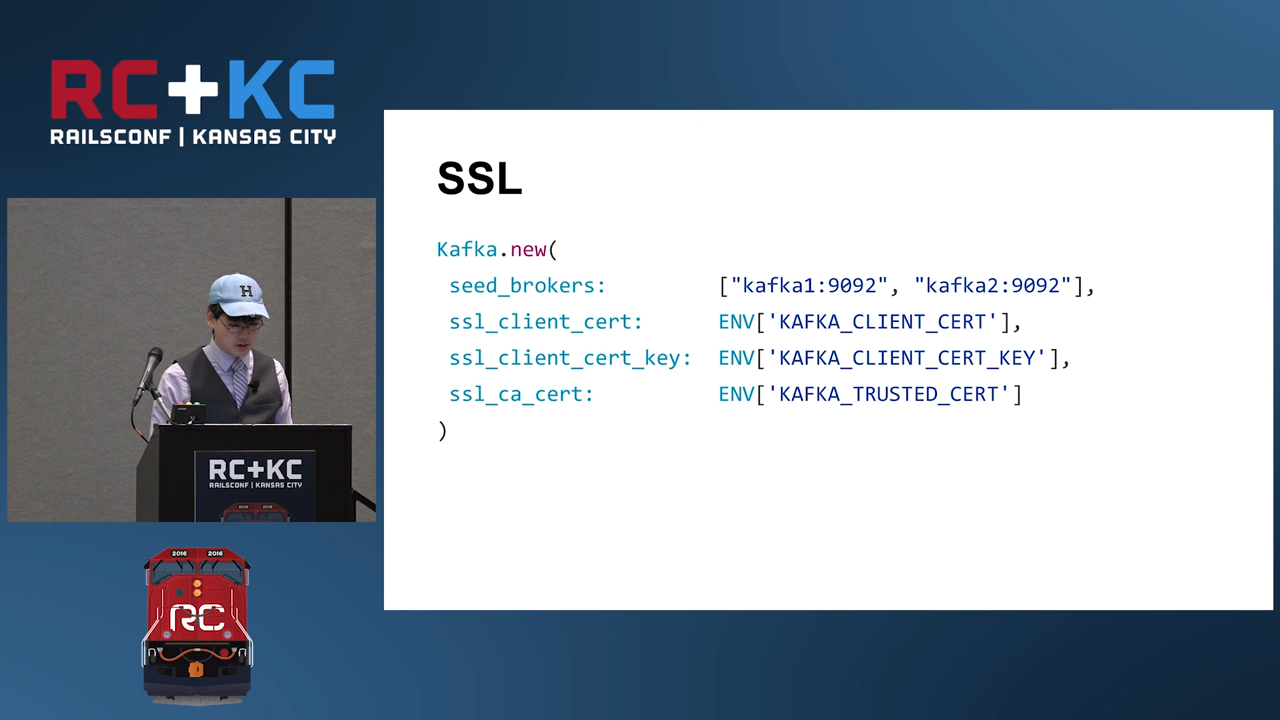 RC+KC
RAILSCONF | KANSAS CITY
SSL
Kafka.new(
seed_brokers: ["kafka1:9092", "kafka2:9092"],
ssl_client_cert: ENV['KAFKA_CLIENT_CERT'],
ssl_client_cert_key: ENV['KAFKA_CLIENT_CERT_KEY'],
ssl_ca_cert: ENV['KAFKA_TRUSTED_CERT']
)
H
RC+KC
RAILSCONF | KANSAS CITY
2016 2016
RC